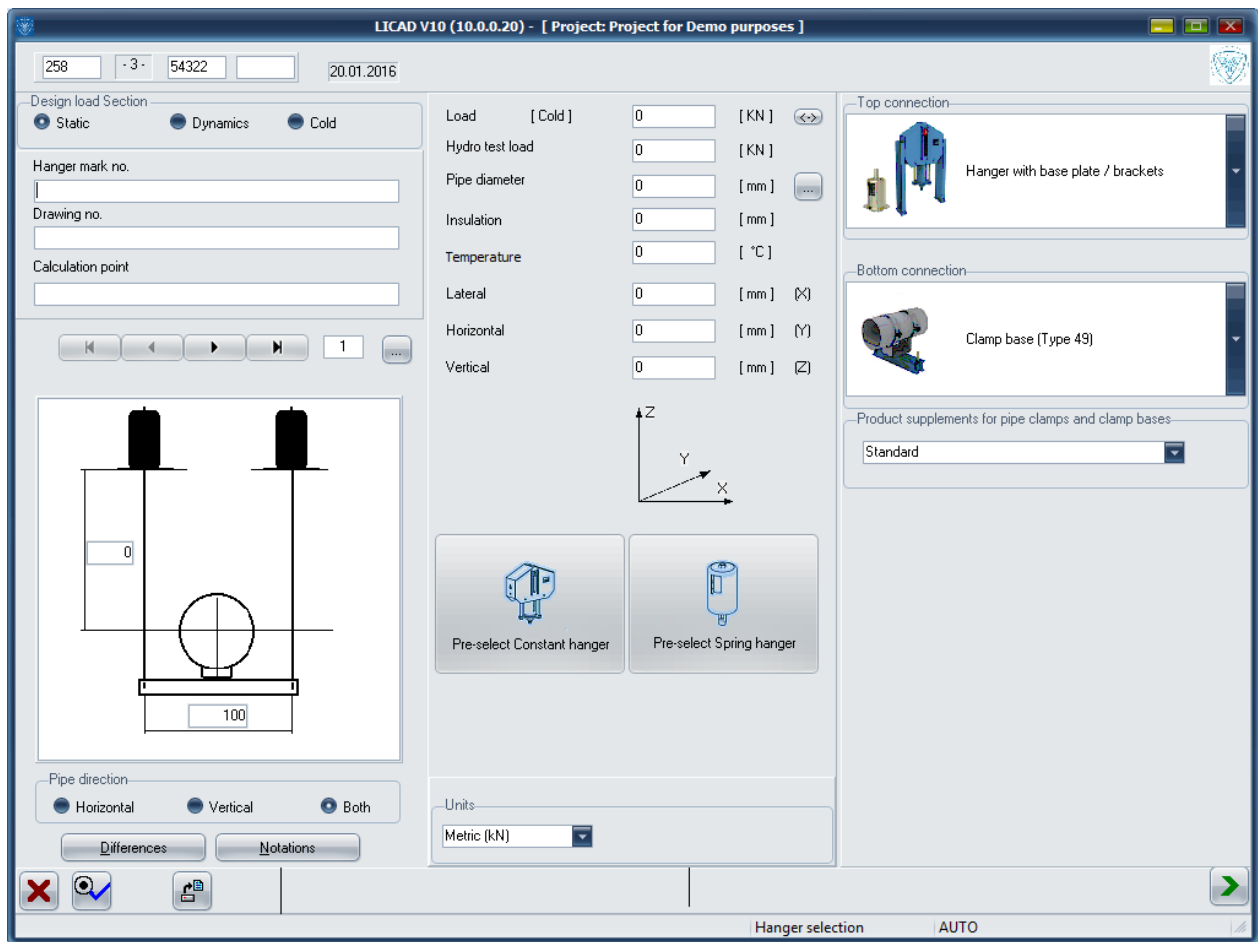 LICAD V10 (10.0.0.20) - [ Project: Project for Demo purposes ]
258 - 3 - 54322 20.01.2016
Design load Section
Static Dynamics Cold
Hanger mark no.
Drawing no.
Calculation point
1 ...
0
100
Pipe direction
Horizontal Vertical Both
Differences Notations
Load [ Cold ] 0 [ KN ] <->
Hydro test load 0 [ KN ]
Pipe diameter 0 [ mm ] ...
Insulation 0 [ mm ]
Temperature 0 [ °C ]
Lateral 0 [ mm ] (X)
Horizontal 0 [ mm ] (Y)
Vertical 0 [ mm ] (Z)
Z
Y
X
Pre-select Constant hanger Pre-select Spring hanger
Units
Metric (kN)
Top connection
Hanger with base plate / brackets
Bottom connection
Clamp base (Type 49)
Product supplements for pipe clamps and clamp bases
Standard
Hanger selection AUTO